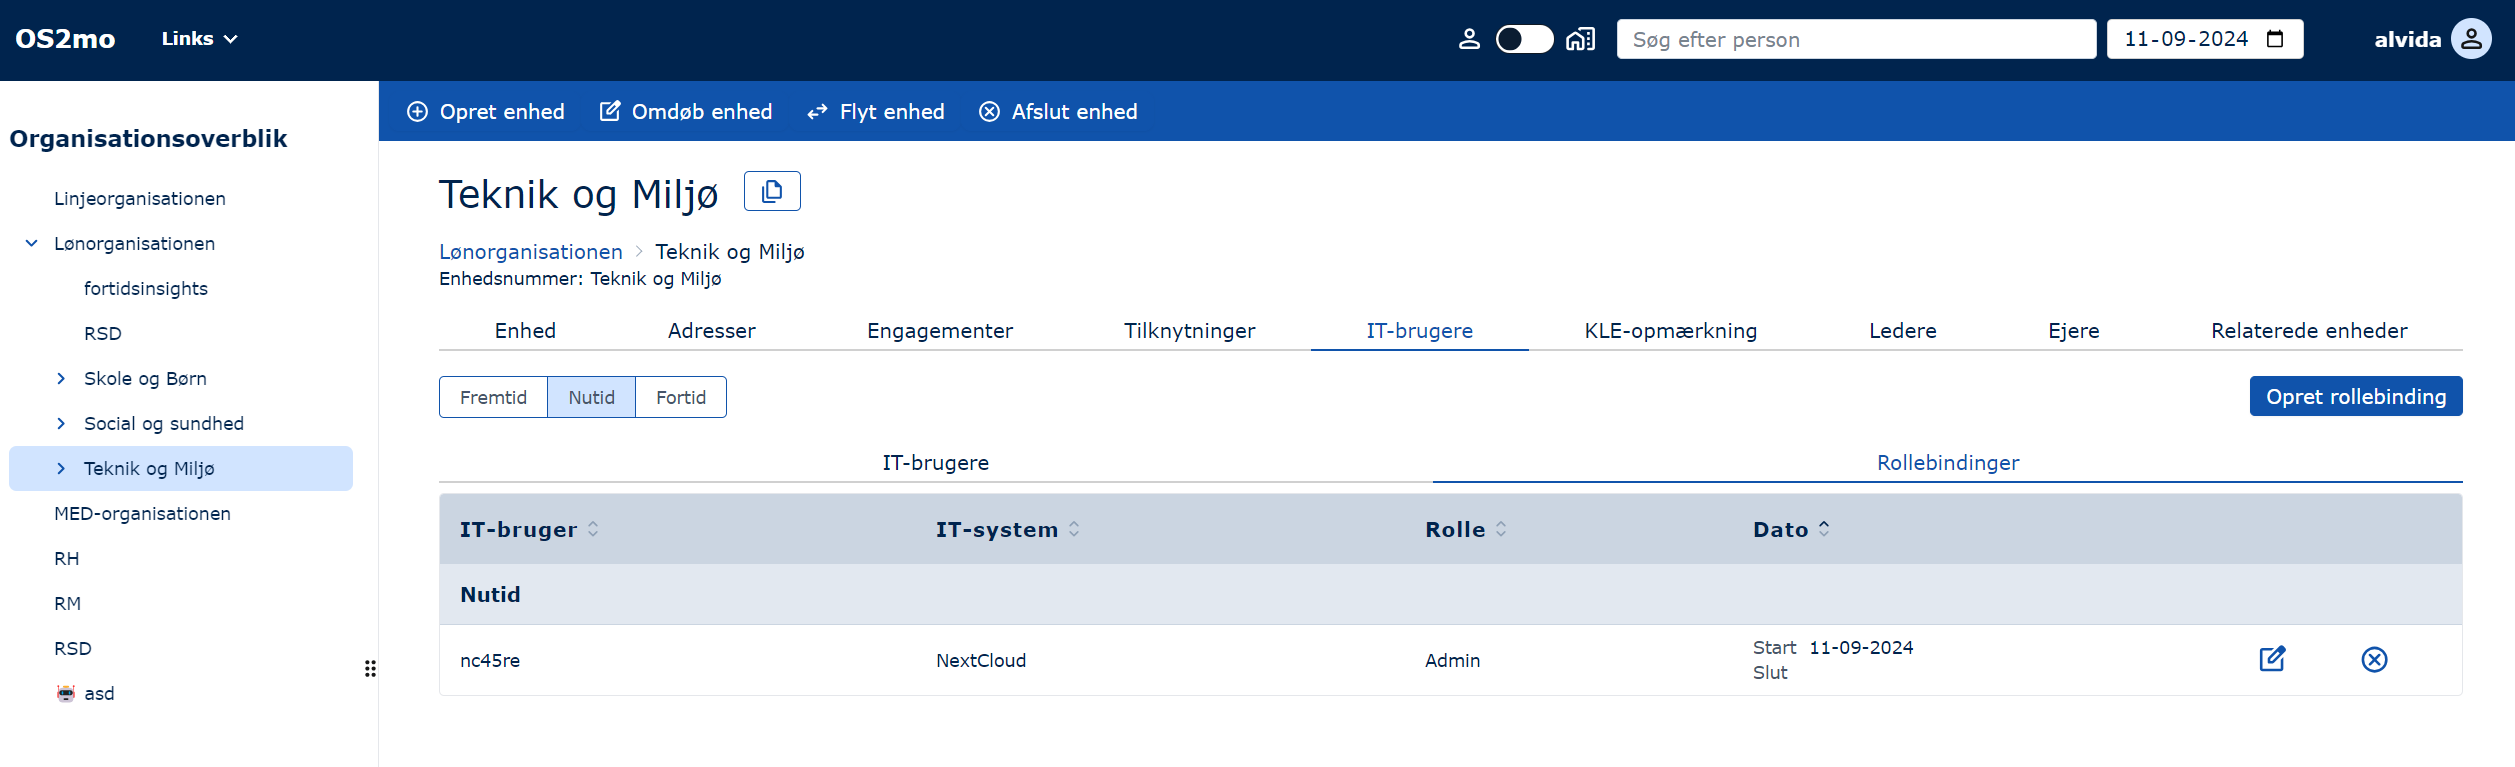 OS2mo
Links
Søg efter person
11-09-2024
alvida
Opret enhed
Omdøb enhed
Flyt enhed
Afslut enhed
Organisationsoverblik
Linjeorganisationen
Lønorganisationen
fortidsinsights
RSD
Skole og Børn
Social og sundhed
Teknik og Miljø
MED-organisationen
RH
RM
RSD
asd
Teknik og Miljø
Lønorganisationen Teknik og Miljø
Enhedsnummer: Teknik og Miljø
Enhed Adresser Engagementer Tilknytninger IT-brugere KLE-opmærkning Ledere Ejere Relaterede enheder
Fremtid Nutid Fortid
Opret rollebinding
IT-brugere Rollebindinger
IT-bruger IT-system Rolle Dato
Nutid
nc45re NextCloud Admin Start 11-09-2024
Slut